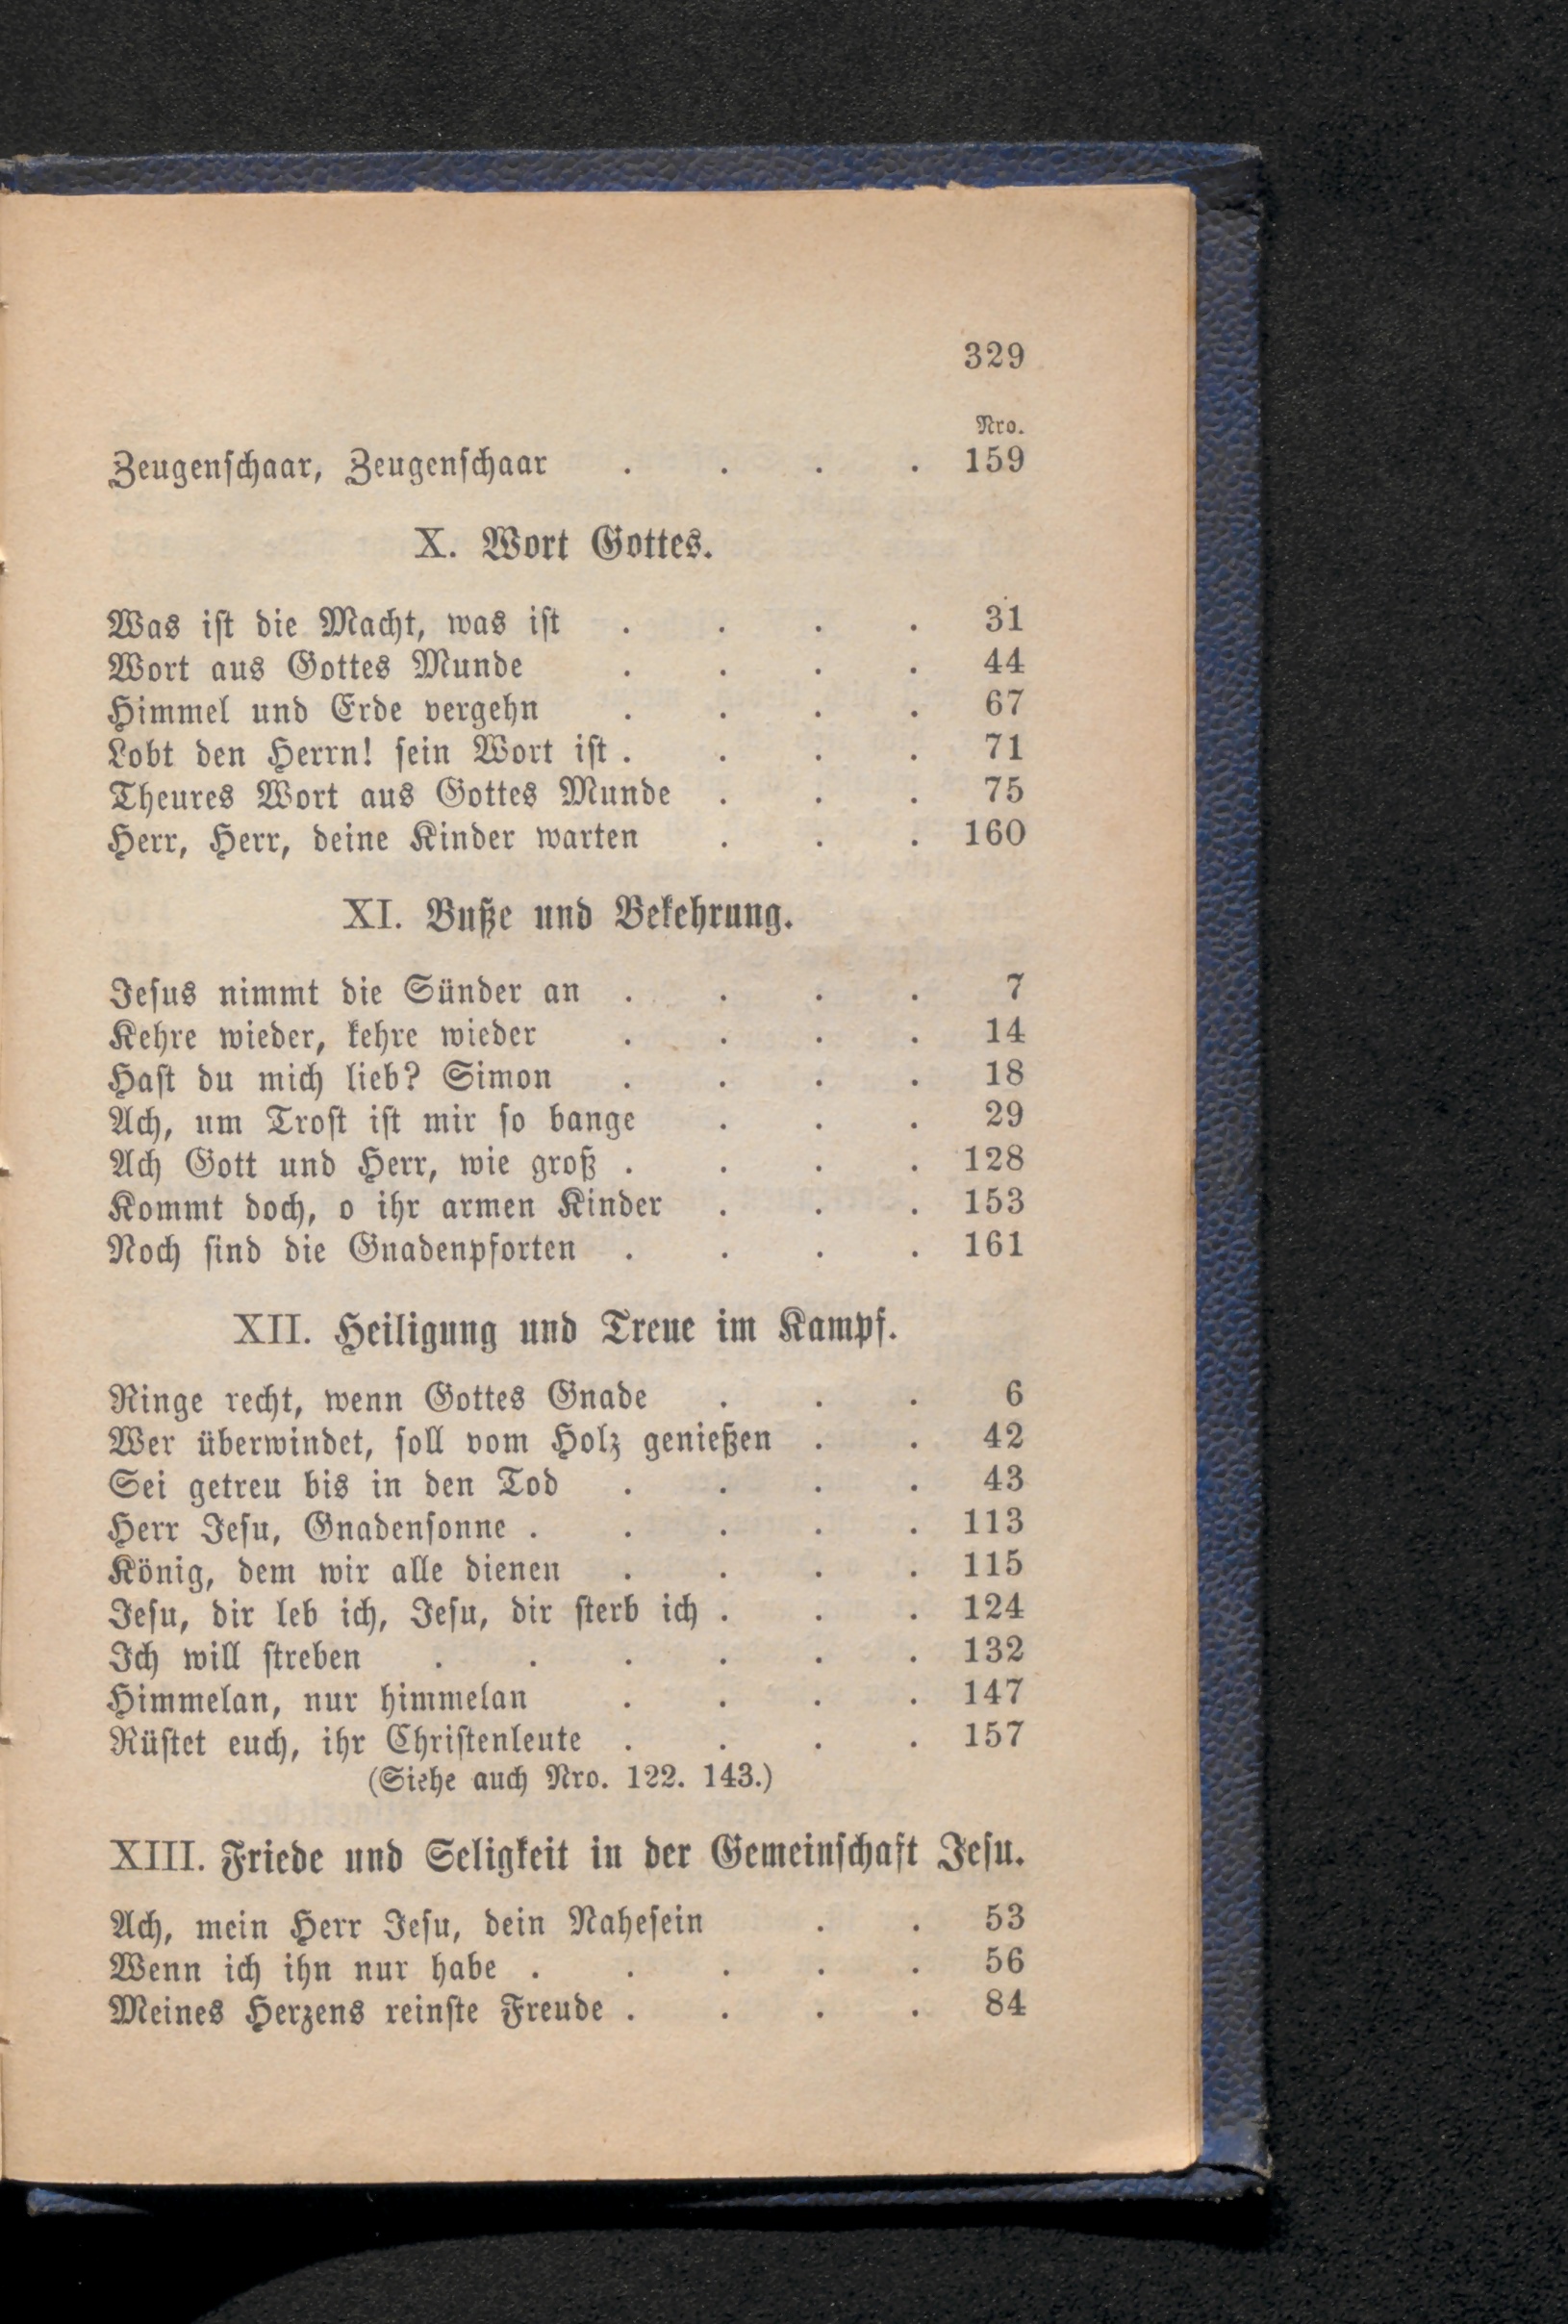 329
Nro.
Zeugenschaar, Zeugenschaar . . . . 159
X. Wort Gottes.
Was ist die Macht, was ist . . . . 31
Wort aus Gottes Munde . . . . 44
Himmel und Erde vergehn . . . . 67
Lobt den Herrn! sein Wort ist . . . . 71
Theures Wort aus Gottes Munde . . . 75
Herr, Herr, deine Kinder warten . . . 160
XI. Buße und Bekehrung.
Jesus nimmt die Sünder an . . . . 7
Kehre wieder, kehre wieder . . . . 14
Hast du mich lieb? Simon . . . . 18
Ach, um Trost ist mir so bange . . . 29
Ach Gott und Herr, wie groß . . . . 128
Kommt doch, o ihr armen Kinder . . . 153
Noch sind die Gnadenpforten . . . . 161
XII. Heiligung und Treue im Kampf.
Ringe recht, wenn Gottes Gnade . . . 6
Wer überwindet, soll vom Holz genießen . . 42
Sei getreu bis in den Tod . . . . 43
Herr Jesu, Gnadensonne . . . . . 113
König, dem wir alle dienen . . . . 115
Jesu, dir leb ich, Jesu, dir sterb ich . . . 124
Ich will streben . . . . . . 132
Himmelan, nur himmelan . . . . 147
Rüstet euch, ihr Christenleute . . . . 157
(Siehe auch Nro. 122. 143.)
XIII. Friede und Seligkeit in der Gemeinschaft Jesu.
Ach, mein Herr Jesu, dein Nahesein . . 53
Wenn ich ihn nur habe . . . . . 56
Meines Herzens reinste Freude . . . . 84